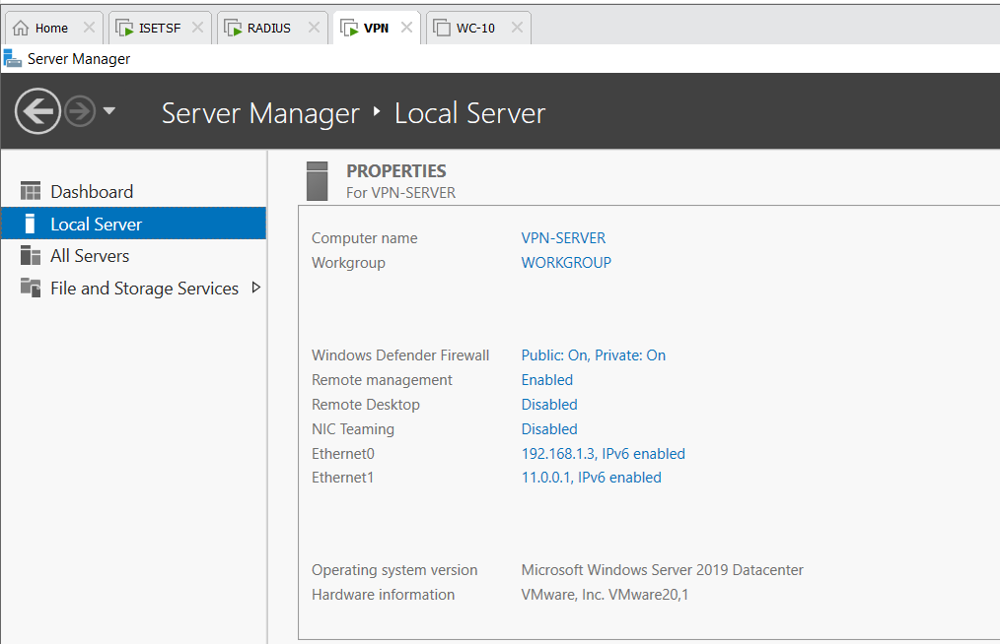 Home ISETSF RADIUS VPN WC-10
Server Manager
Server Manager Local Server
Dashboard
Local Server
All Servers
File and Storage Services
PROPERTIES
For VPN-SERVER
Computer name VPN-SERVER
Workgroup WORKGROUP
Windows Defender Firewall Public: On, Private: On
Remote management Enabled
Remote Desktop Disabled
NIC Teaming Disabled
Ethernet0 192.168.1.3, IPv6 enabled
Ethernet1 11.0.0.1, IPv6 enabled
Operating system version Microsoft Windows Server 2019 Datacenter
Hardware information VMware, Inc. VMware20,1